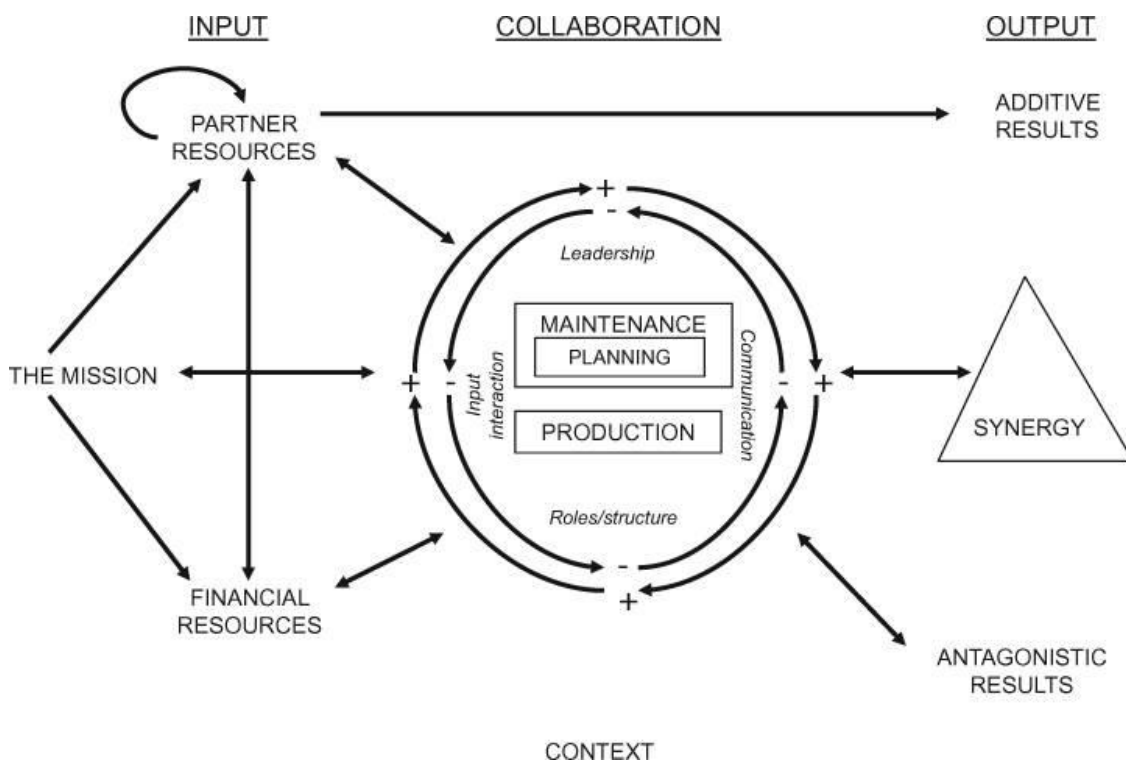 INPUT
COLLABORATION
OUTPUT
PARTNER
RESOURCES
ADDITIVE
RESULTS
+
-
Leadership
MAINTENANCE
PLANNING
THE MISSION
+
-
Input
interaction
Communication
-
+
SYNERGY
PRODUCTION
Roles/structure
-
+
FINANCIAL
RESOURCES
ANTAGONISTIC
RESULTS
CONTEXT